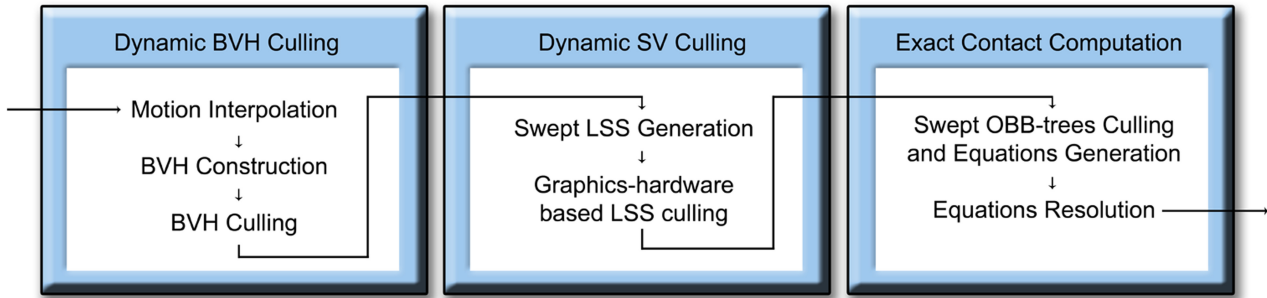 Dynamic BVH Culling
Motion Interpolation
BVH Construction
BVH Culling
Dynamic SV Culling
Swept LSS Generation
Graphics-hardware
based LSS culling
Exact Contact Computation
Swept OBB-trees Culling
and Equations Generation
Equations Resolution